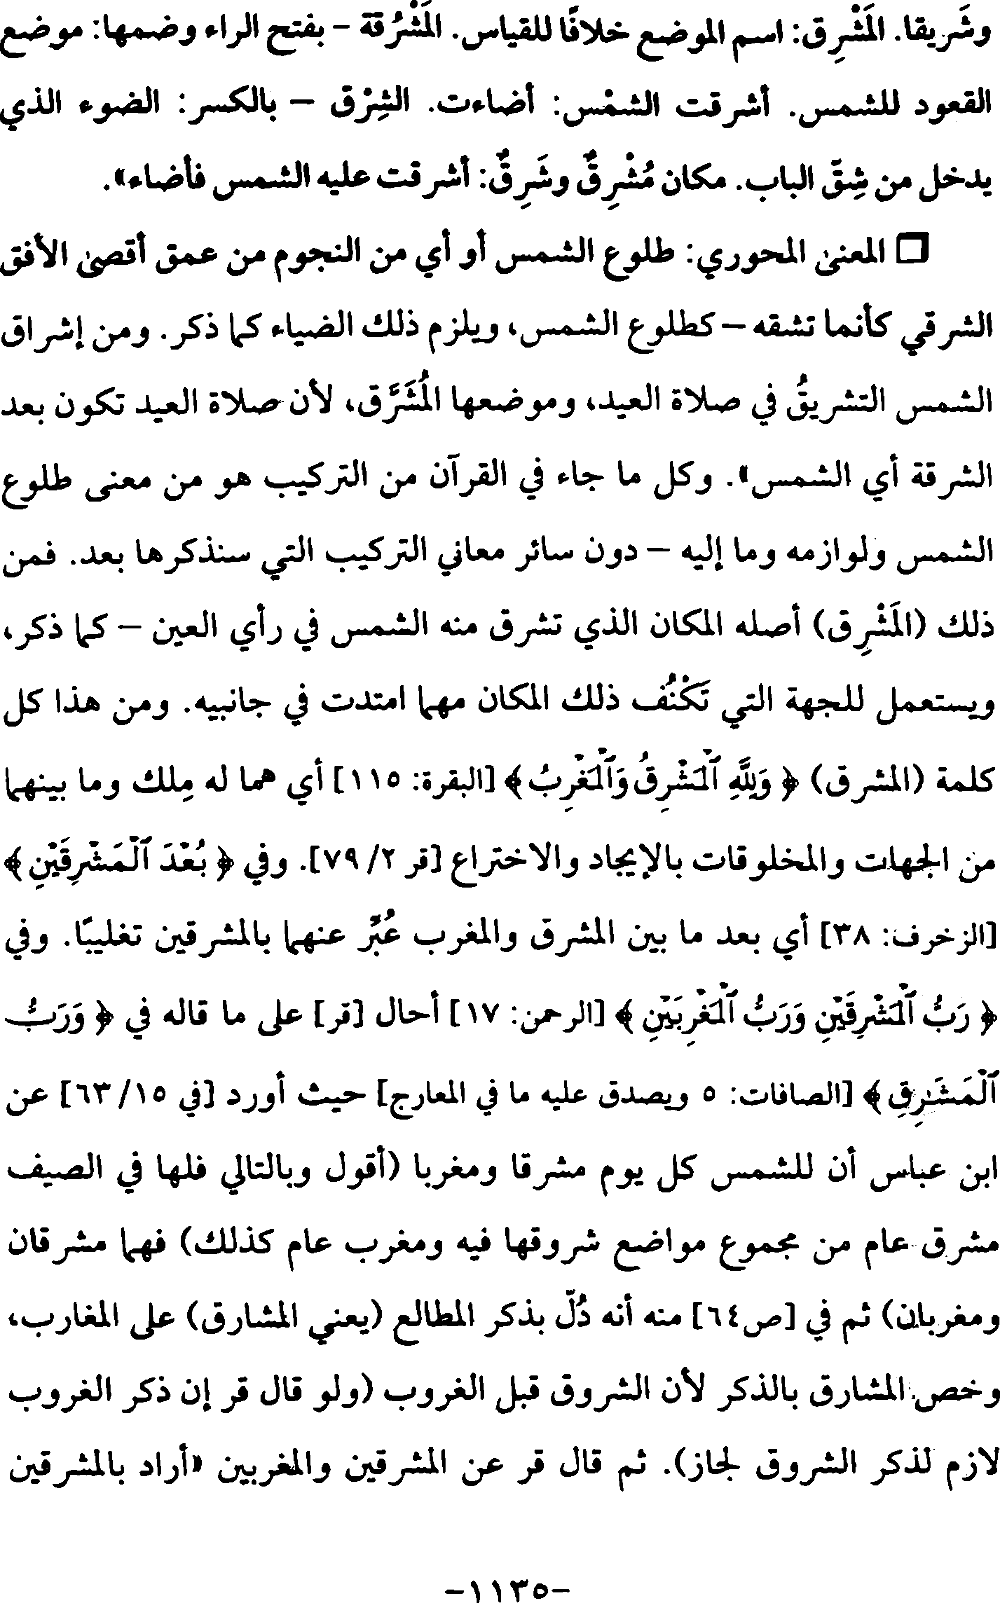 وشَريقا. المَشْرِق: اسم الموضع خلافًا للقياس. المَشْرُقَة - بفتح الراء وضمها: موضع
القعود للشمس. أشرقت الشمْس: أضاءت. الشِرْق – بالكسر: الضوء الذي
يدخل من شِقّ الباب. مكان مُشْرِقٌ وشَرِقٌ: أشرقت عليه الشمس فأضاء».
□ المعنى المحوري: طلوع الشمس أو أي من النجوم من عمق أقصى الأفق
الشرقي كأنما تشقه – كطلوع الشمس، ويلزم ذلك الضياء كما ذكر. ومن إشراق
الشمس التشريقُ في صلاة العيد، وموضعها المُشَرَّق، لأن صلاة العيد تكون بعد
الشرقة أي الشمس». وكل ما جاء في القرآن من التركيب هو من معنى طلوع
الشمس ولوازمه وما إليه – دون سائر معاني التركيب التي سنذكرها بعد. فمن
ذلك (المَشْرِق) أصله المكان الذي تشرق منه الشمس في رأي العين – كما ذكر،
ويستعمل للجهة التي تَكْنُف ذلك المكان مهما امتدت في جانبيه. ومن هذا كل
كلمة (المشرق) ﴿ وَلِلَّهِ ٱلْمَشْرِقُ وَٱلْمَغْرِبُ ﴾ [البقرة: ١١٥] أي هما له مِلك وما بينهما
من الجهات والمخلوقات بالإيجاد والاختراع [قر ٢/ ٧٩]. وفي ﴿ بُعْدَ ٱلْمَشْرِقَيْنِ ﴾
[الزخرف: ٣٨] أي بعد ما بين المشرق والمغرب عُبِّر عنهما بالمشرقين تغليبًا. وفي
﴿ رَبُّ ٱلْمَشْرِقَيْنِ وَرَبُّ ٱلْمَغْرِبَيْنِ ﴾ [الرحمن: ١٧] أحال [قر] على ما قاله في ﴿ وَرَبُّ
ٱلْمَشَٰرِقِ ﴾ [الصافات: ٥ ويصدق عليه ما في المعارج] حيث أورد [في ١٥/ ٦٣] عن
ابن عباس أن للشمس كل يوم مشرقا ومغربا (أقول وبالتالي فلها في الصيف
مشرق عام من مجموع مواضع شروقها فيه ومغرب عام كذلك) فهما مشرقان
ومغربان) ثم في [ص٦٤] منه أنه دُلّ بذكر المطالع (يعني المشارق) على المغارب،
وخص المشارق بالذكر لأن الشروق قبل الغروب (ولو قال قر إن ذكر الغروب
لازم لذكر الشروق لجاز). ثم قال قر عن المشرقين والمغربين «أراد بالمشرقين
-١١٣٥-